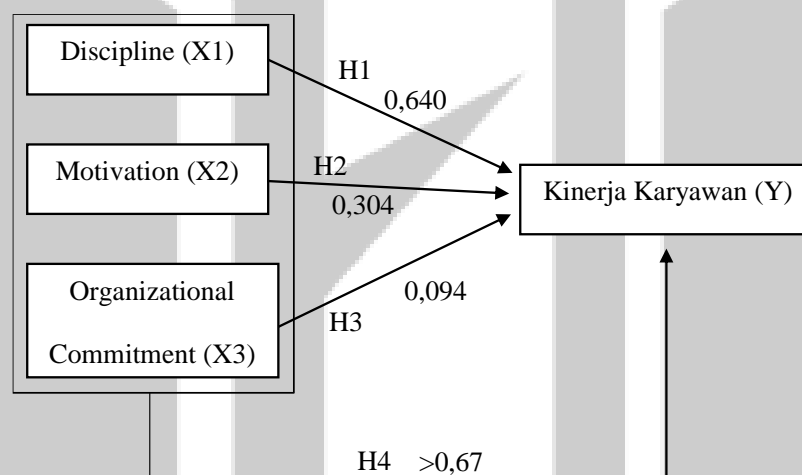 Discipline (X1)
H1
0,640
Motivation (X2)
H2
0,304
Kinerja Karyawan (Y)
Organizational
Commitment (X3)
0,094
H3
H4 >0,67